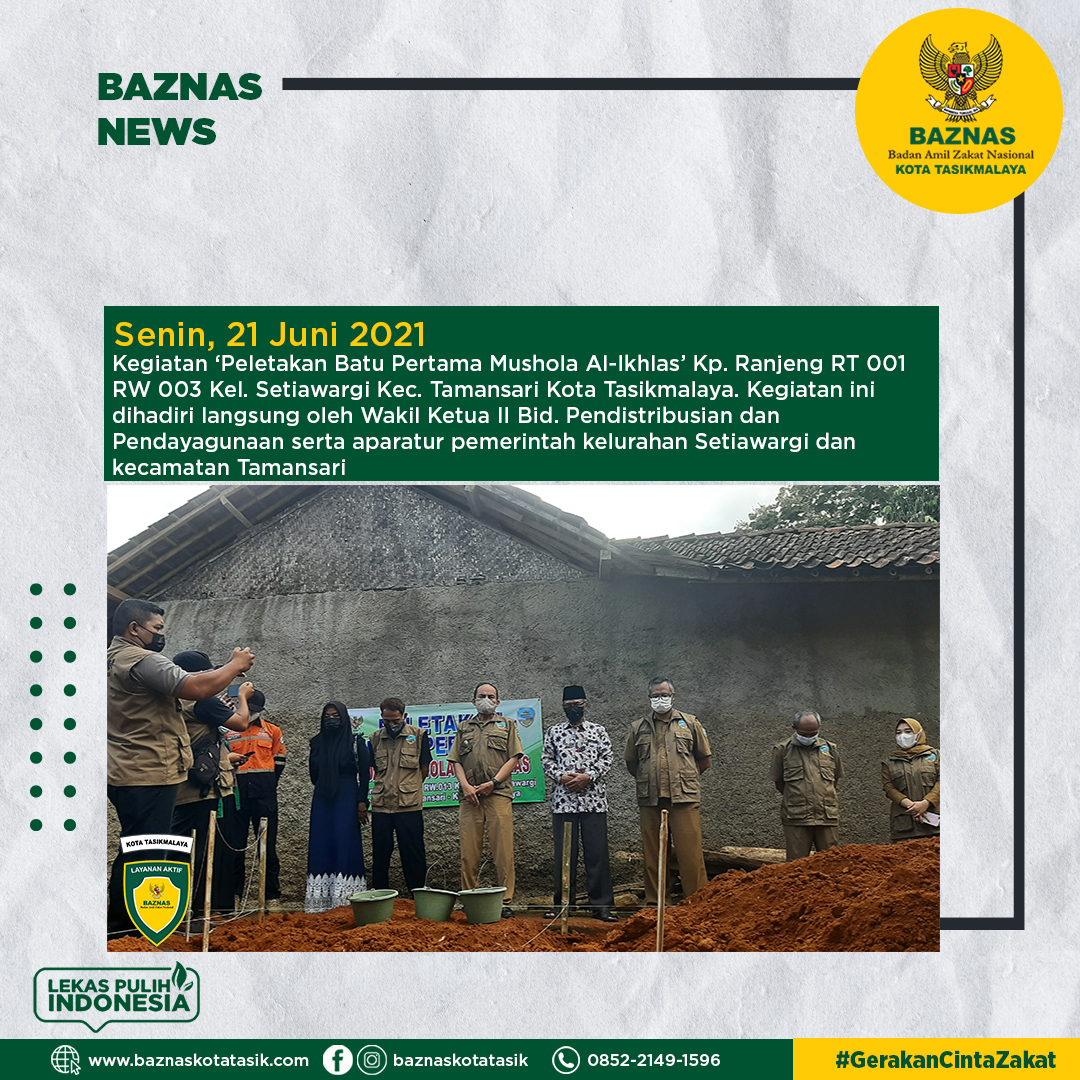 BAZNAS
NEWS
BAZNAS
Badan Amil Zakat Nasional
KOTA TASIKMALAYA
Senin, 21 Juni 2021
Kegiatan ‘Peletakan Batu Pertama Mushola Al-Ikhlas’ Kp. Ranjeng RT 001
RW 003 Kel. Setiawargi Kec. Tamansari Kota Tasikmalaya. Kegiatan ini
dihadiri langsung oleh Wakil Ketua II Bid. Pendistribusian dan
Pendayagunaan serta aparatur pemerintah kelurahan Setiawargi dan
kecamatan Tamansari
KOTA TASIKMALAYA
LAYANAN AKTIF
BAZNAS
LEKAS PULIH
INDONESIA
www.baznaskotatasik.com baznaskotatasik 0852-2149-1596
#GerakanCintaZakat